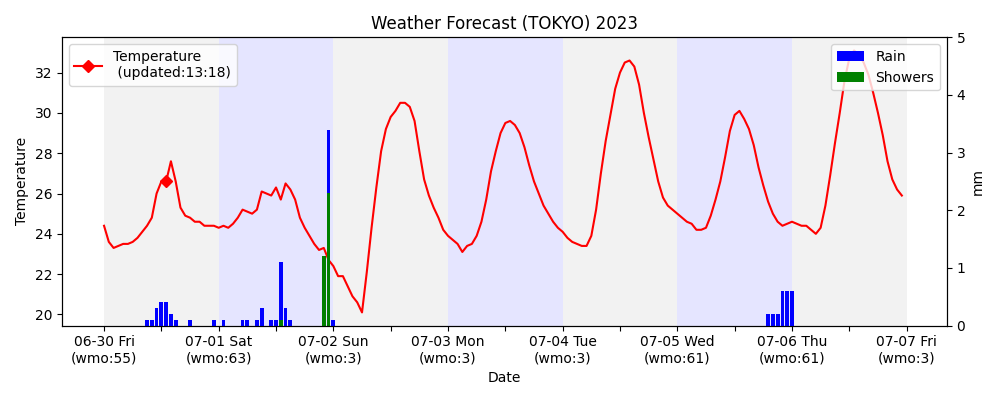 Weather Forecast (TOKYO) 2023
Temperature
(updated:13:18)
Rain
Showers
Temperature
32
30
28
26
24
22
20
5
4
3
2
1
0
mm
06-30 Fri
(wmo:55)
07-01 Sat
(wmo:63)
07-02 Sun
(wmo:3)
07-03 Mon
(wmo:3)
07-04 Tue
(wmo:3)
07-05 Wed
(wmo:61)
07-06 Thu
(wmo:61)
07-07 Fri
(wmo:3)
Date